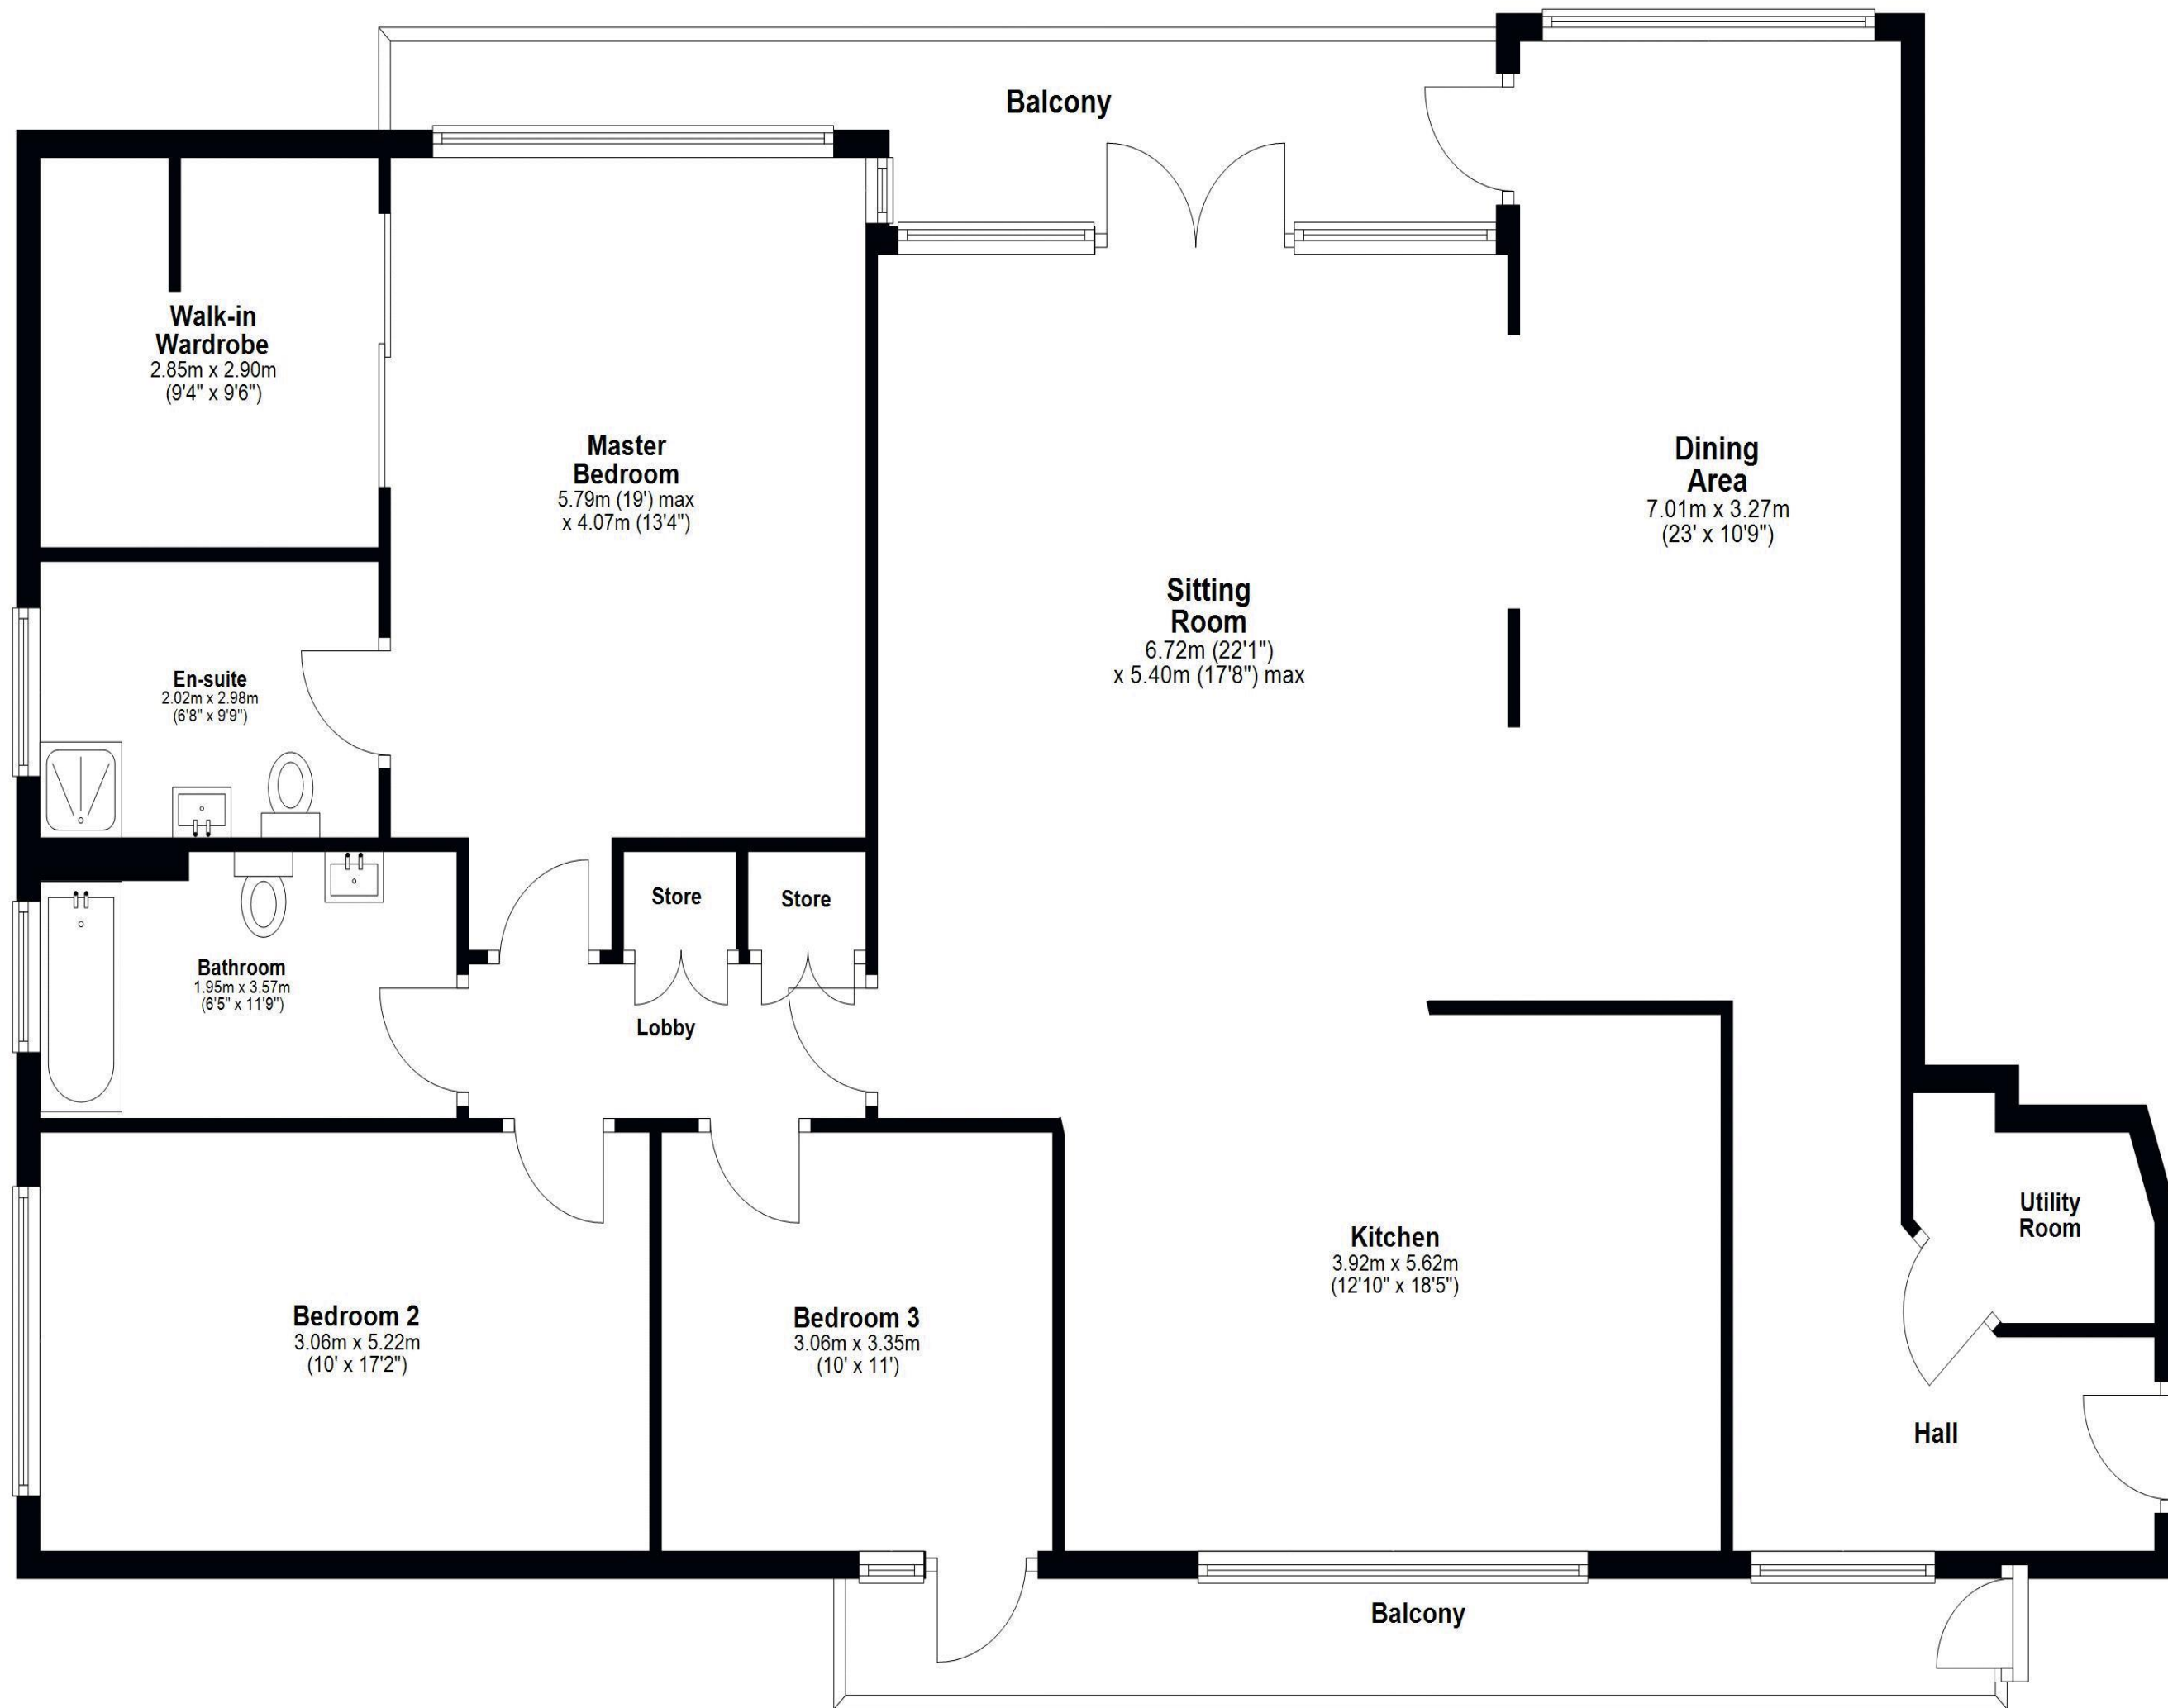 Balcony
Walk-in
Wardrobe
2.85m x 2.90m
(9'4" x 9'6")
Master
Bedroom
5.79m (19') max
x 4.07m (13'4")
Dining
Area
7.01m x 3.27m
(23' x 10'9")
Sitting
Room
6.72m (22'1")
x 5.40m (17'8") max
En-suite
2.02m x 2.98m
(6'8" x 9'9")
Store
Store
Bathroom
1.95m x 3.57m
(6'5" x 11'9")
Lobby
Utility
Room
Kitchen
3.92m x 5.62m
(12'10" x 18'5")
Bedroom 2
3.06m x 5.22m
(10' x 17'2")
Bedroom 3
3.06m x 3.35m
(10' x 11')
Hall
Balcony